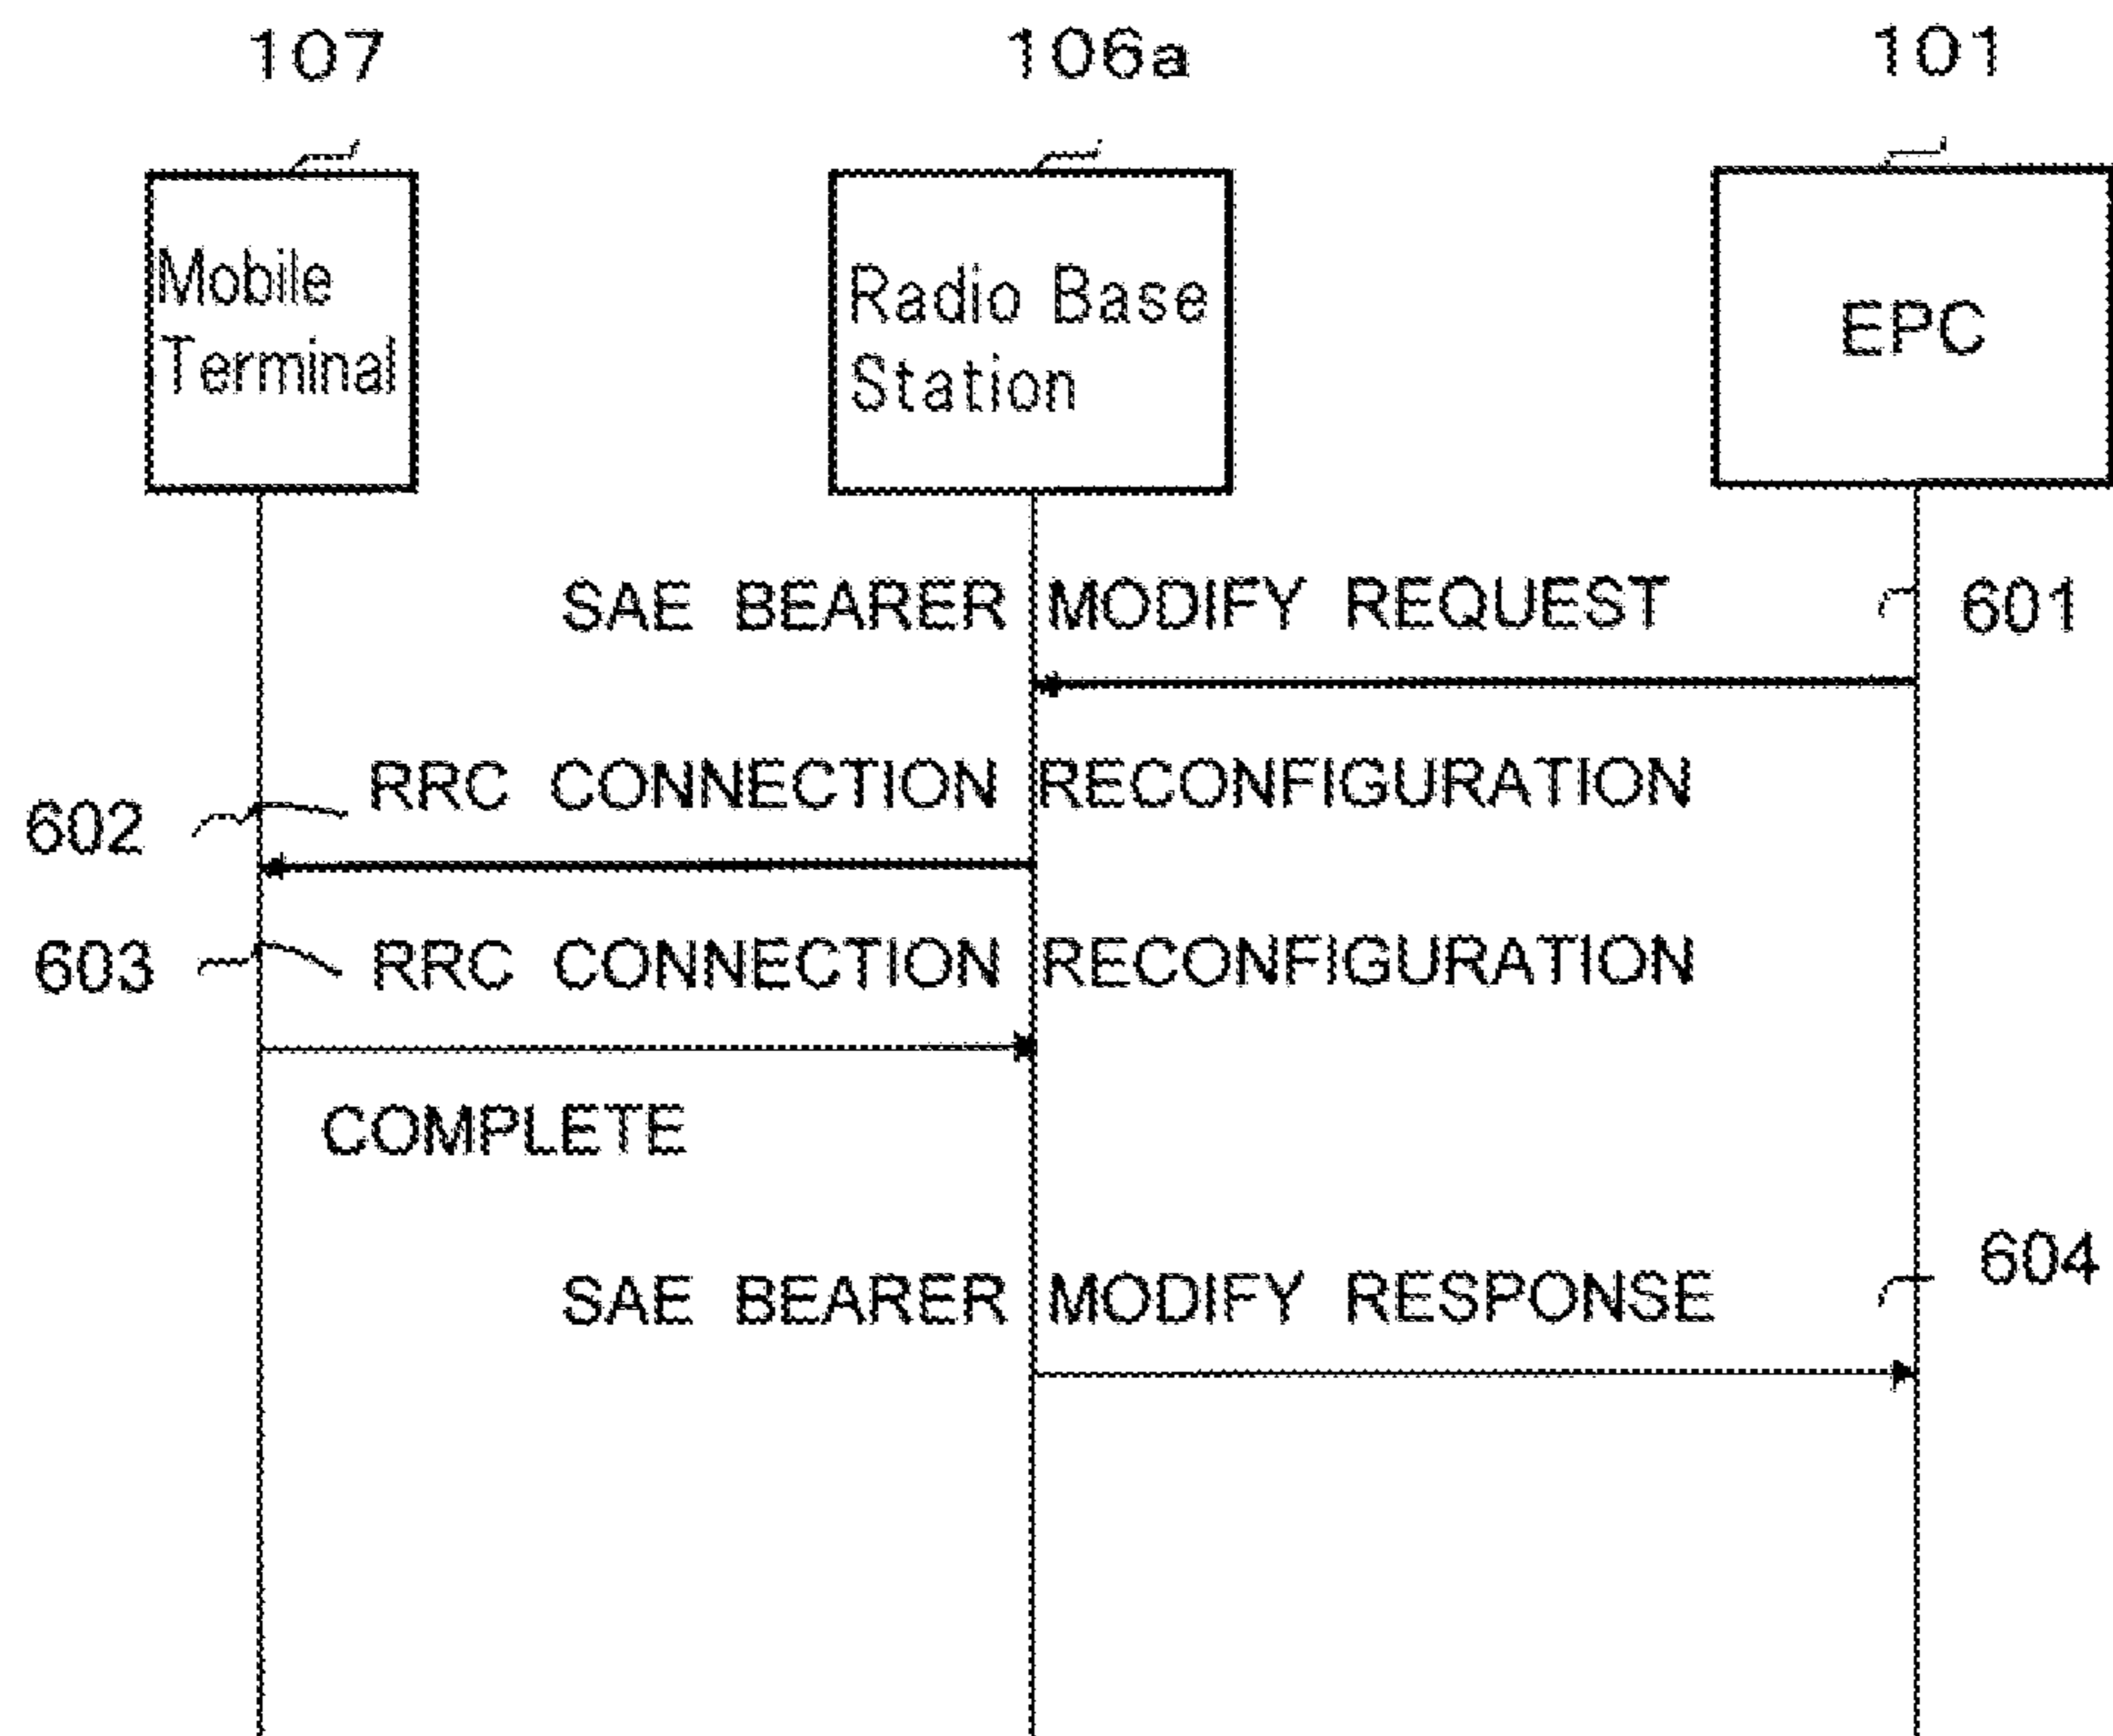 107
106a
101
Mobile
Terminal
Radio Base
Station
EPC
SAE BEARER MODIFY REQUEST
601
RRC CONNECTION RECONFIGURATION
602
603
RRC CONNECTION RECONFIGURATION
COMPLETE
604
SAE BEARER MODIFY RESPONSE